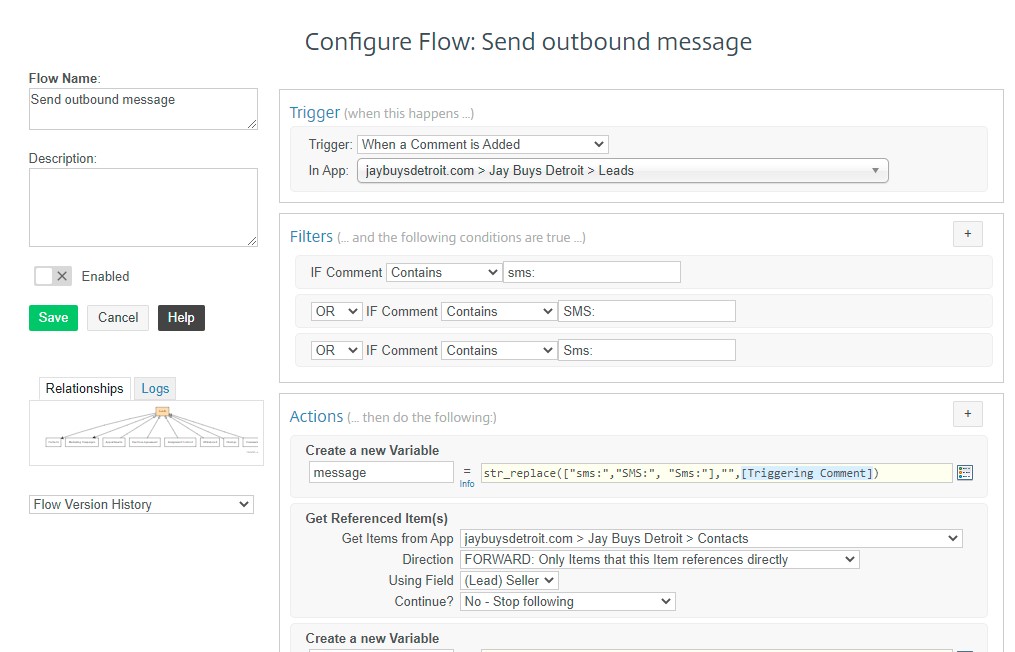 Configure Flow: Send outbound message
Flow Name:
Send outbound message
Description:
Enabled
Save
Cancel
Help
Relationships
Logs
Flow Version History
Trigger (when this happens ...)
Trigger: When a Comment is Added
In App: jaybuysdetroit.com > Jay Buys Detroit > Leads
Filters (... and the following conditions are true ...)
+
IF Comment Contains sms:
OR IF Comment Contains SMS:
OR IF Comment Contains Sms:
Actions (... then do the following:)
+
Create a new Variable
message = str_replace(["sms:","SMS:", "Sms:"],"",[Triggering Comment])
Info
Get Referenced Item(s)
Get Items from App jaybuysdetroit.com > Jay Buys Detroit > Contacts
Direction FORWARD: Only Items that this Item references directly
Using Field (Lead) Seller
Continue? No - Stop following
Create a new Variable